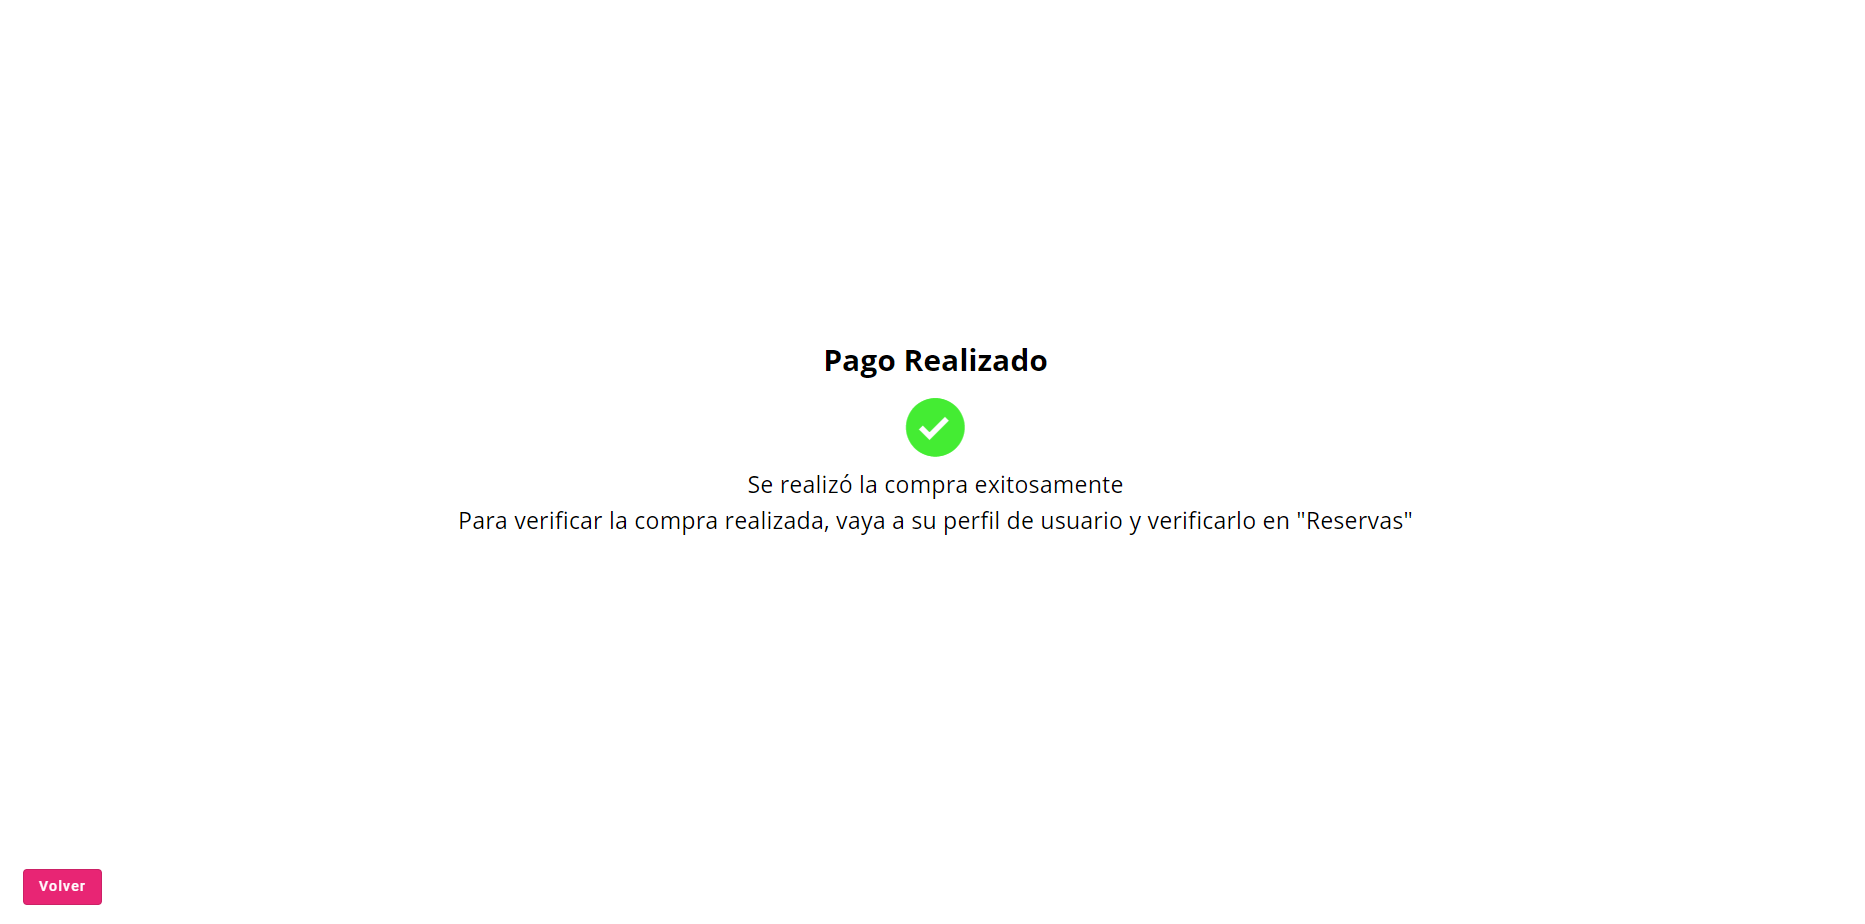 Pago Realizado
Se realizó la compra exitosamente
Para verificar la compra realizada, vaya a su perfil de usuario y verificarlo en "Reservas"
Volver